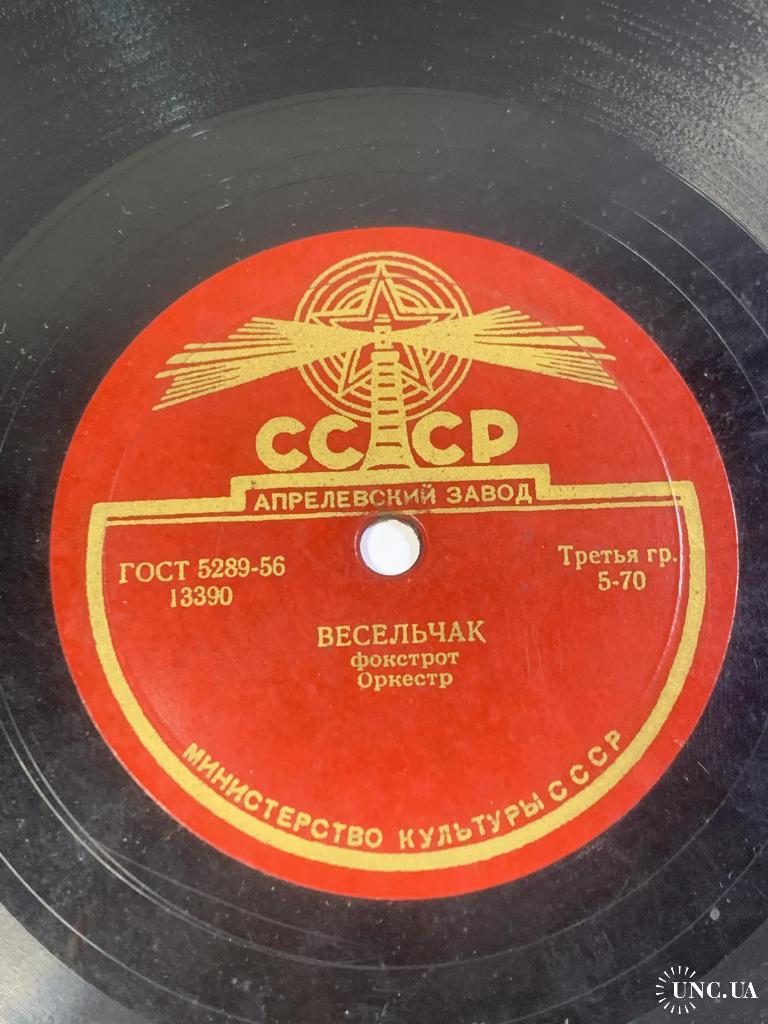 СССР
АПРЕЛЕВСКИЙ ЗАВОД
ГОСТ 5289-56
13390
Третья гр.
5-70
ВЕСЕЛЬЧАК
фокстрот
Оркестр
МИНИСТЕРСТВО КУЛЬТУРЫ СССР
UNC.UA